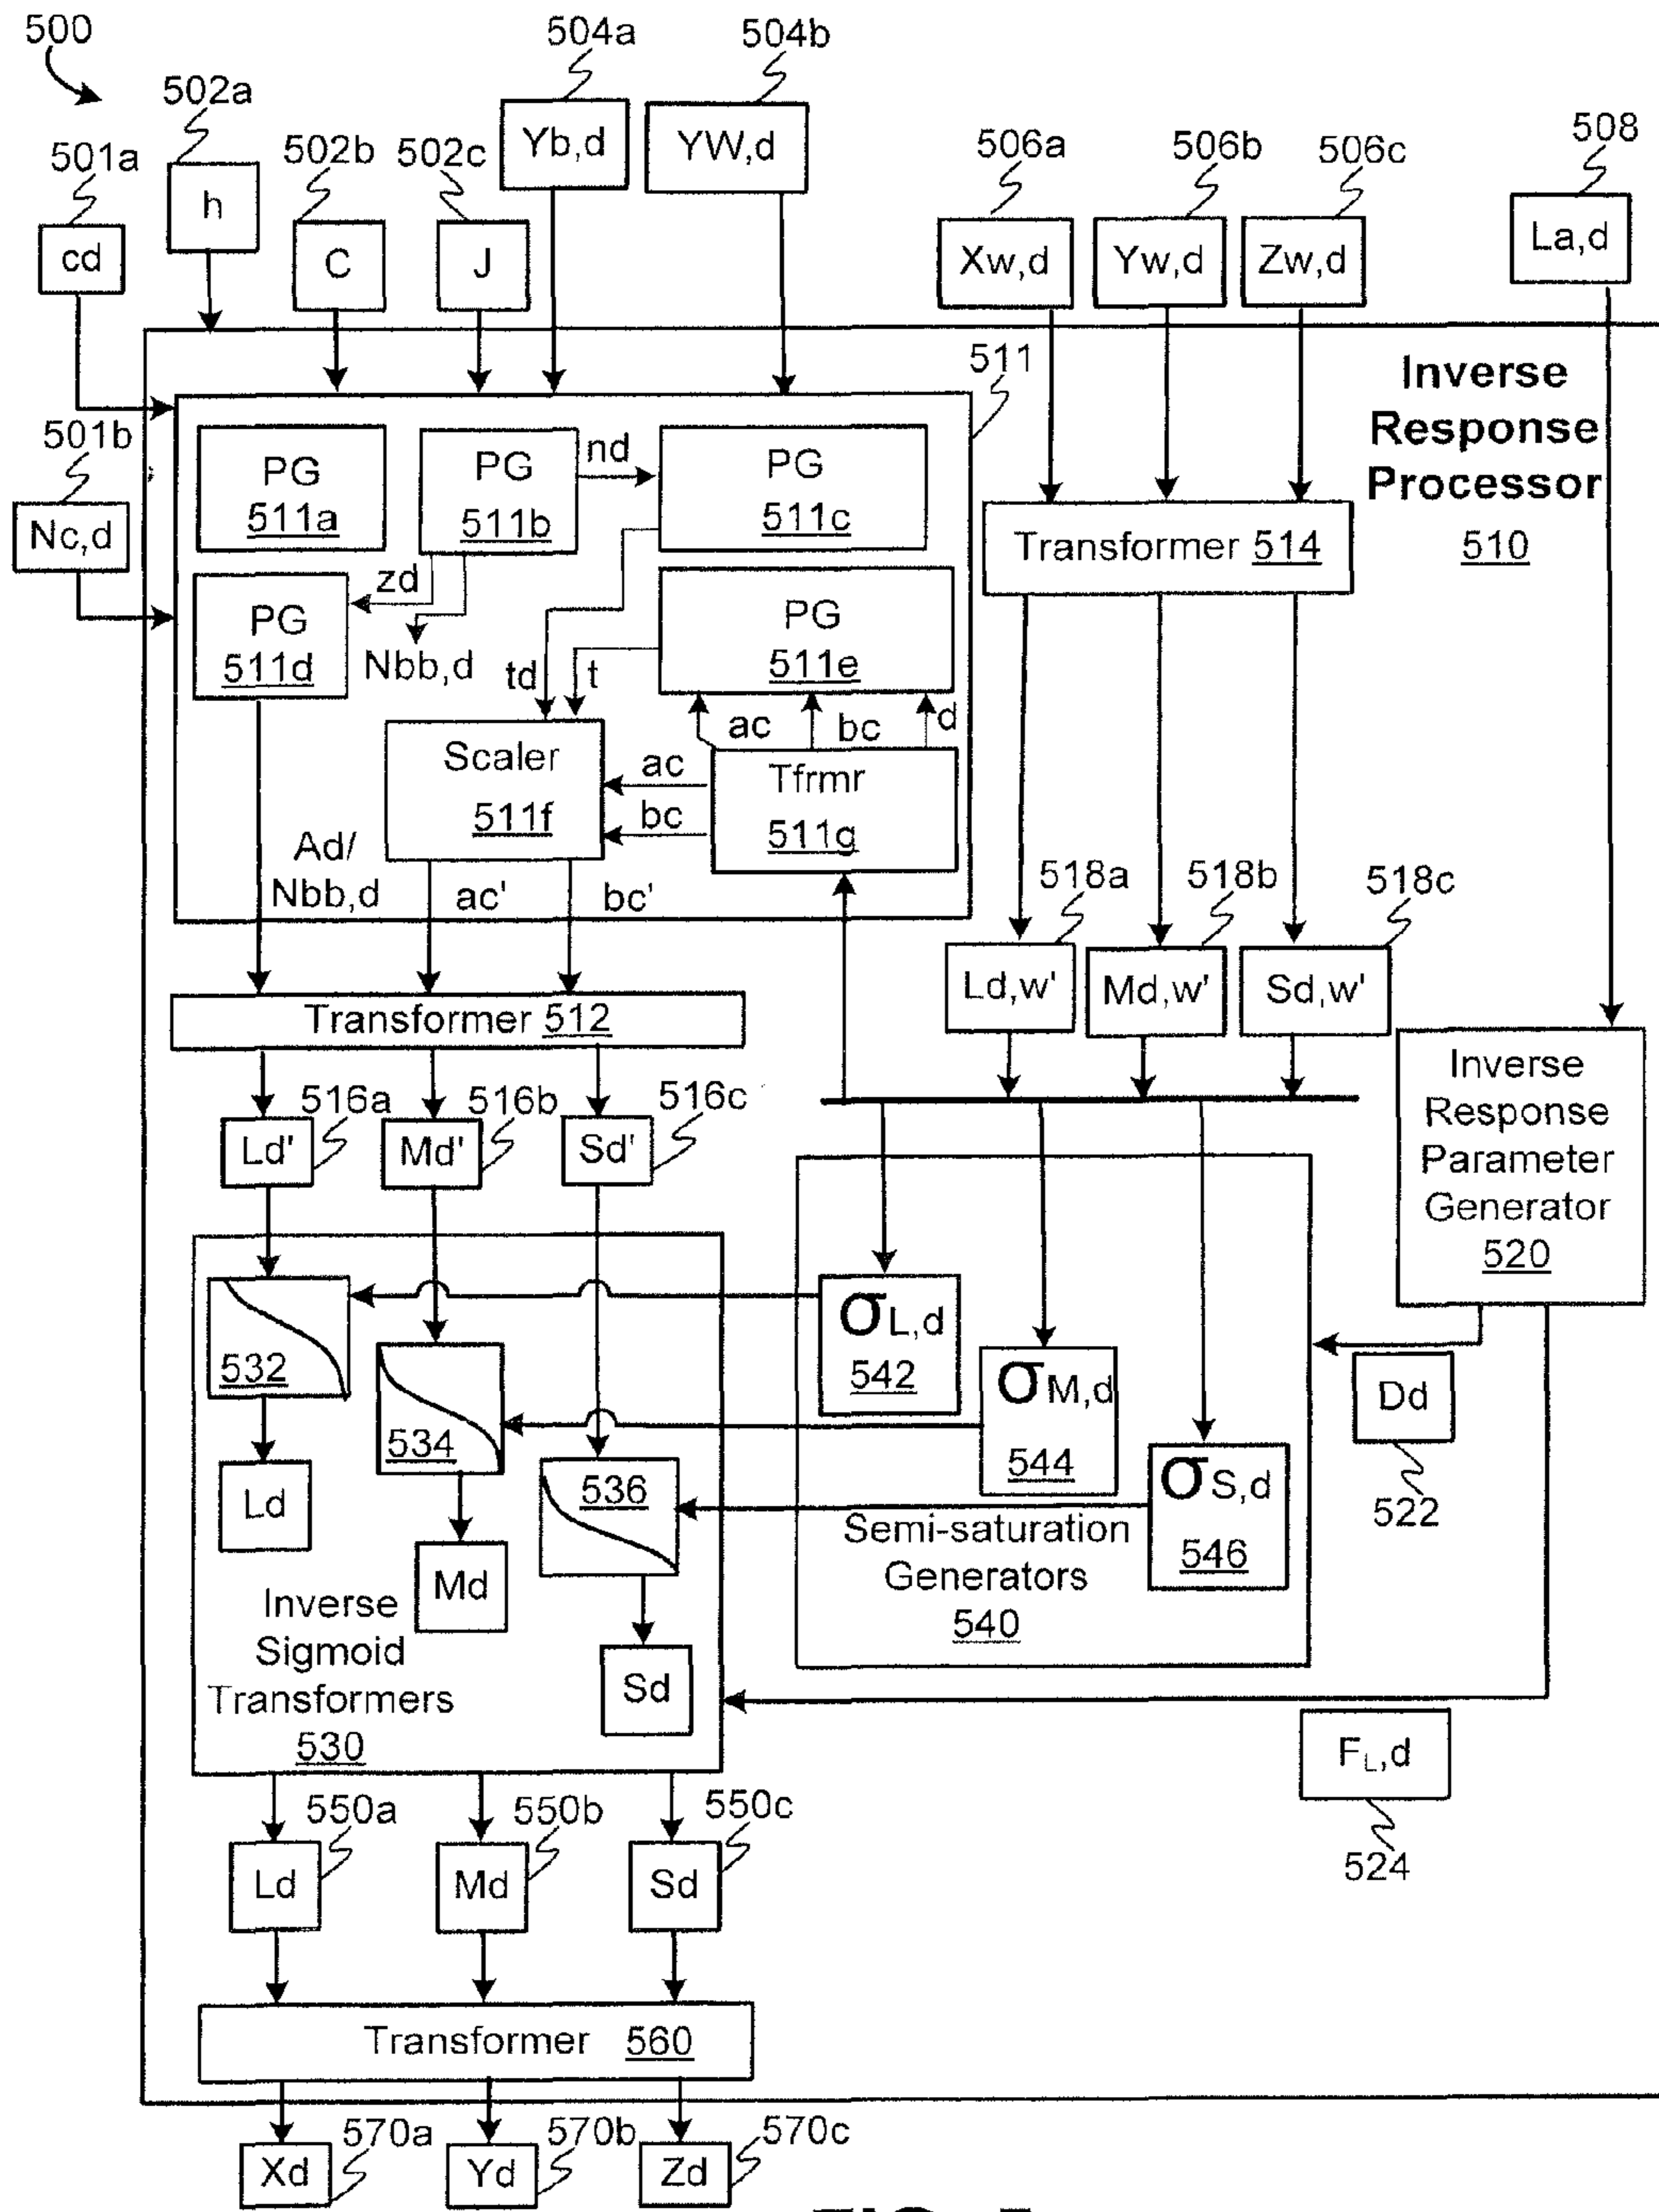 500
504a
504b
502a
Yb,d
YW,d
508
501a
502b
502c
506a
506b
506c
h
cd
C
J
Xw,d
Yw,d
Zw,d
La,d
511
Inverse
Response
Processor
510
501b
Nc,d
PG
511a
PG
511b
nd
PG
511c
Transformer 514
zd
PG
511d
Nbb,d
PG
511e
td
t
ac
bc
d
Scaler
511f
ac
bc
Tfrmr
511g
Ad/
Nbb,d
ac'
bc'
518a
518b
518c
Ld,w'
Md,w'
Sd,w'
Transformer 512
516a
516b
516c
Ld'
Md'
Sd'
Inverse
Response
Parameter
Generator
520
532
534
536
σL,d
542
σM,d
544
σS,d
546
Dd
522
Ld
Md
Sd
Semi-saturation
Generators
540
Inverse
Sigmoid
Transformers
530
FL,d
524
550a
550b
550c
Ld
Md
Sd
Transformer 560
570a
570b
570c
Xd
Yd
Zd